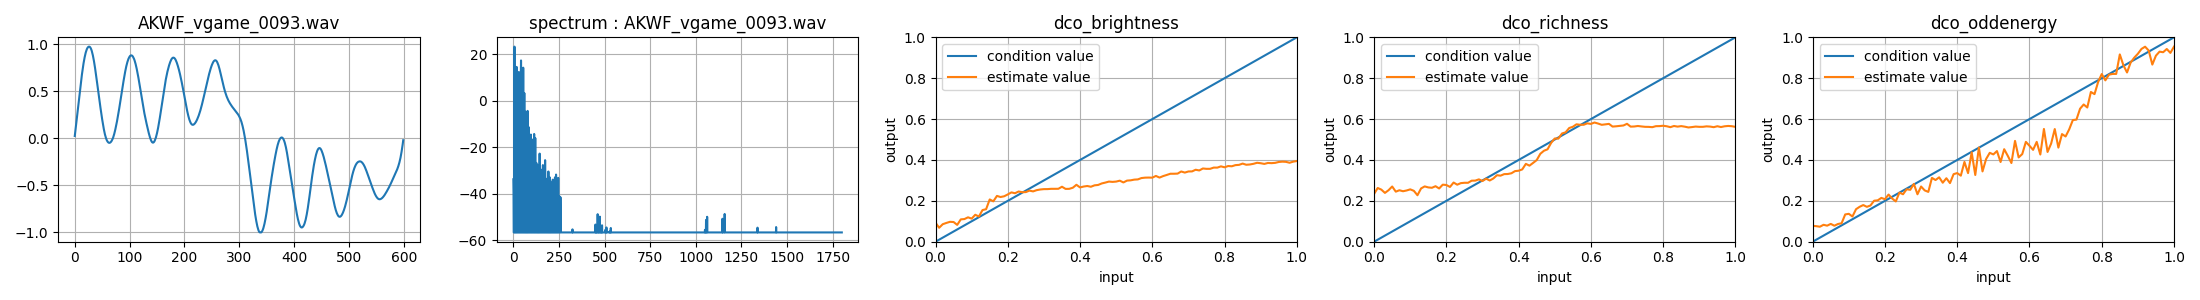 AKWF_vgame_0093.wav
1.0
0.5
0.0
−0.5
−1.0
0 100 200 300 400 500 600
spectrum : AKWF_vgame_0093.wav
20
0
−20
−40
−60
0 250 500 750 1000 1250 1500 1750
dco_brightness
condition value
estimate value
output
1.0
0.8
0.6
0.4
0.2
0.0
0.0 0.2 0.4 0.6 0.8 1.0
input
dco_richness
condition value
estimate value
output
1.0
0.8
0.6
0.4
0.2
0.0
0.0 0.2 0.4 0.6 0.8 1.0
input
dco_oddenergy
condition value
estimate value
output
1.0
0.8
0.6
0.4
0.2
0.0
0.0 0.2 0.4 0.6 0.8 1.0
input